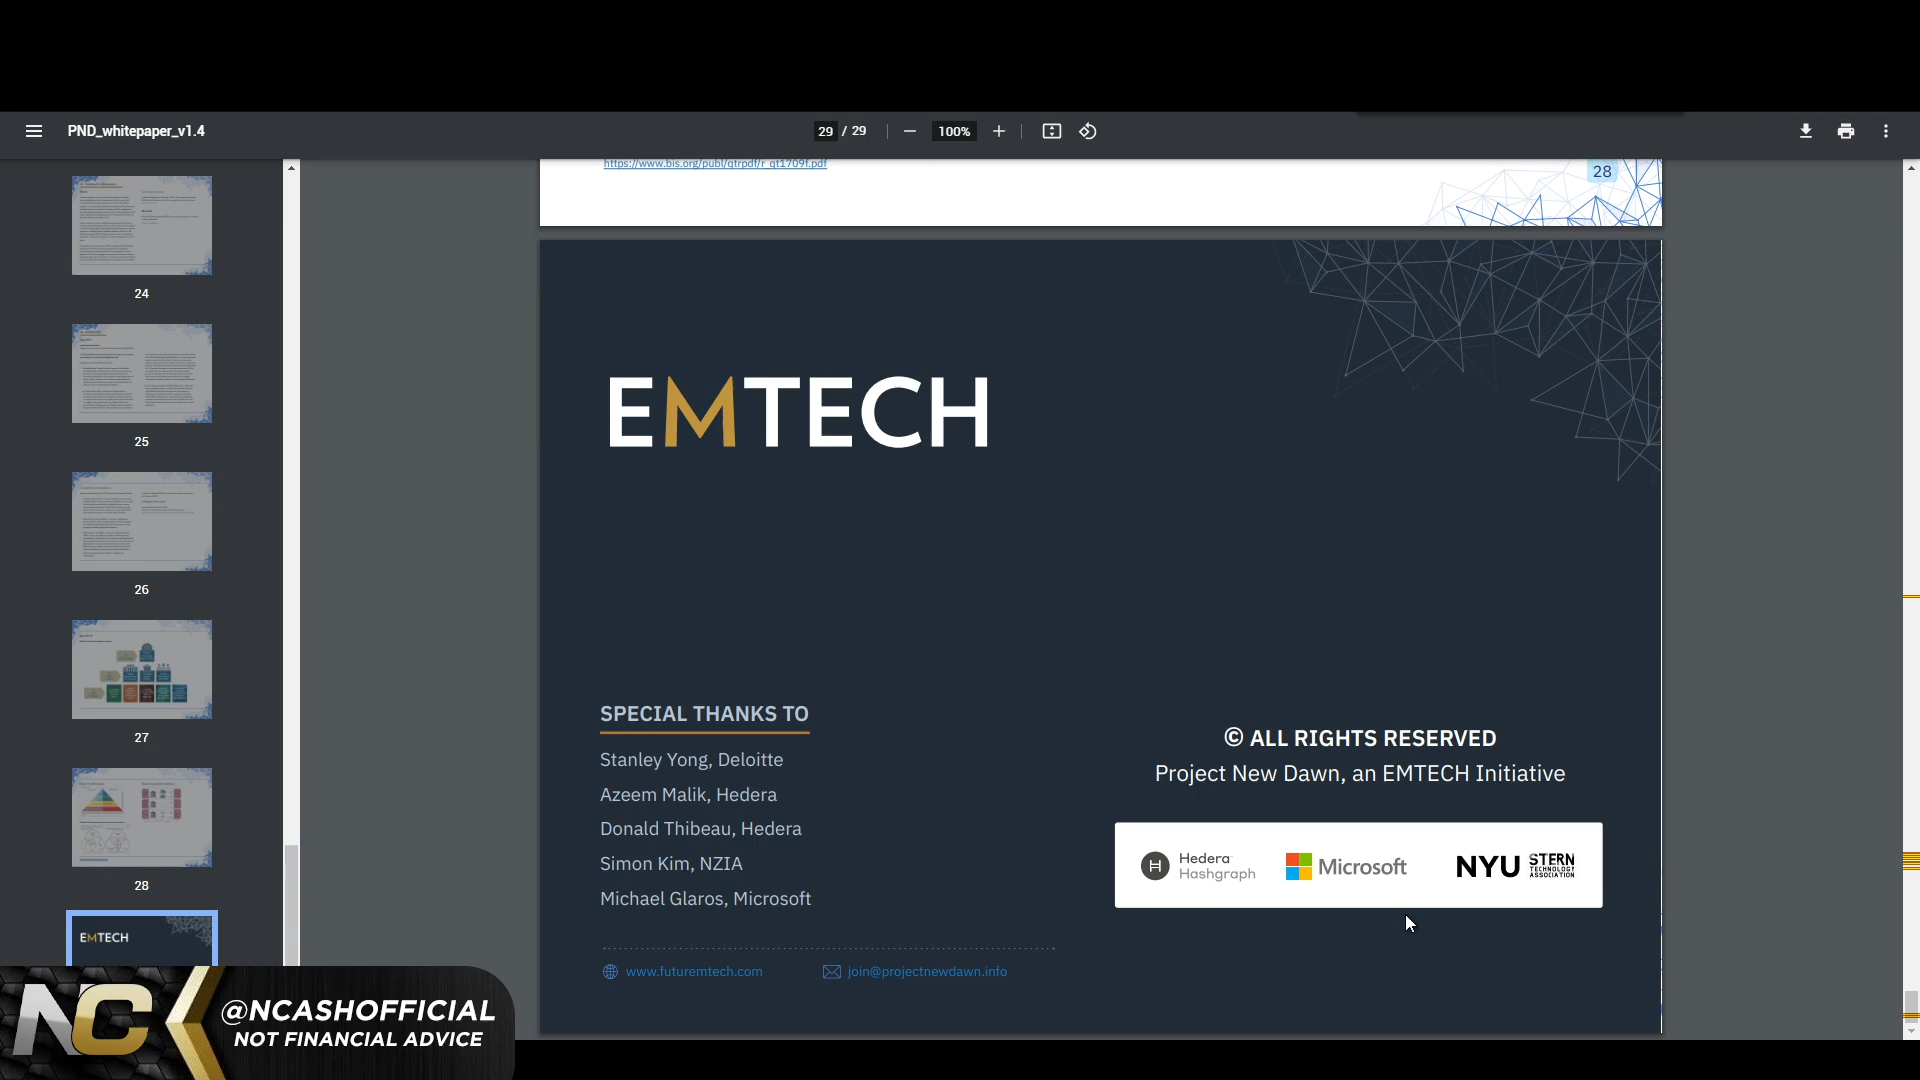 PND_whitepaper_v1.4
29 / 29
100%
https://www.bis.org/publ/qtrpdf/r_qt1709f.pdf
28
24
25
26
27
28
EMTECH
EMTECH
SPECIAL THANKS TO
Stanley Yong, Deloitte
Azeem Malik, Hedera
Donald Thibeau, Hedera
Simon Kim, NZIA
Michael Glaros, Microsoft
www.futuremtech.com
join@projectnewdawn.info
© ALL RIGHTS RESERVED
Project New Dawn, an EMTECH Initiative
H
Hedera
Hashgraph
Microsoft
NYU STERN
TECHNOLOGY
ASSOCIATION
NC
@NCASHOFFICIAL
NOT FINANCIAL ADVICE